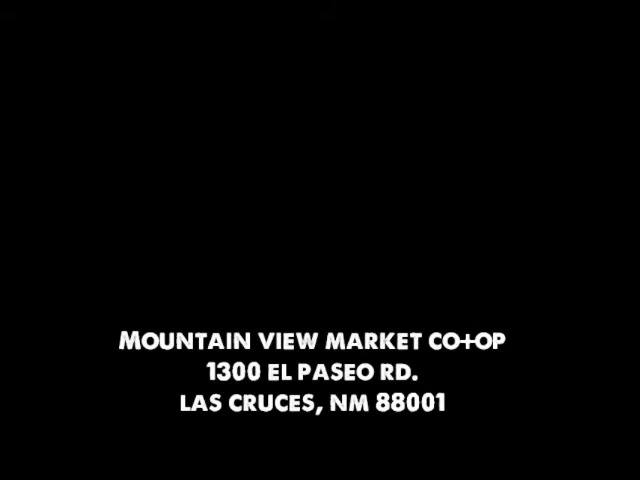 MOUNTAIN VIEW MARKET CO+OP
1300 EL PASEO RD.
LAS CRUCES, NM 88001